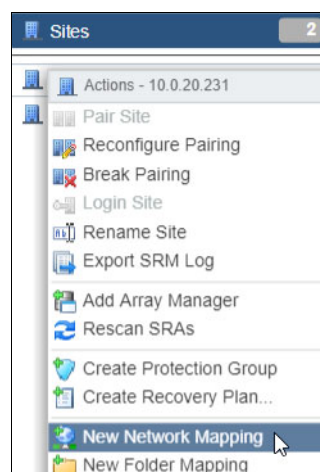 Sites 2
Actions - 10.0.20.231
Pair Site
Reconfigure Pairing
Break Pairing
Login Site
Rename Site
Export SRM Log
Add Array Manager
Rescan SRAs
Create Protection Group
Create Recovery Plan...
New Network Mapping
New Folder Mapping